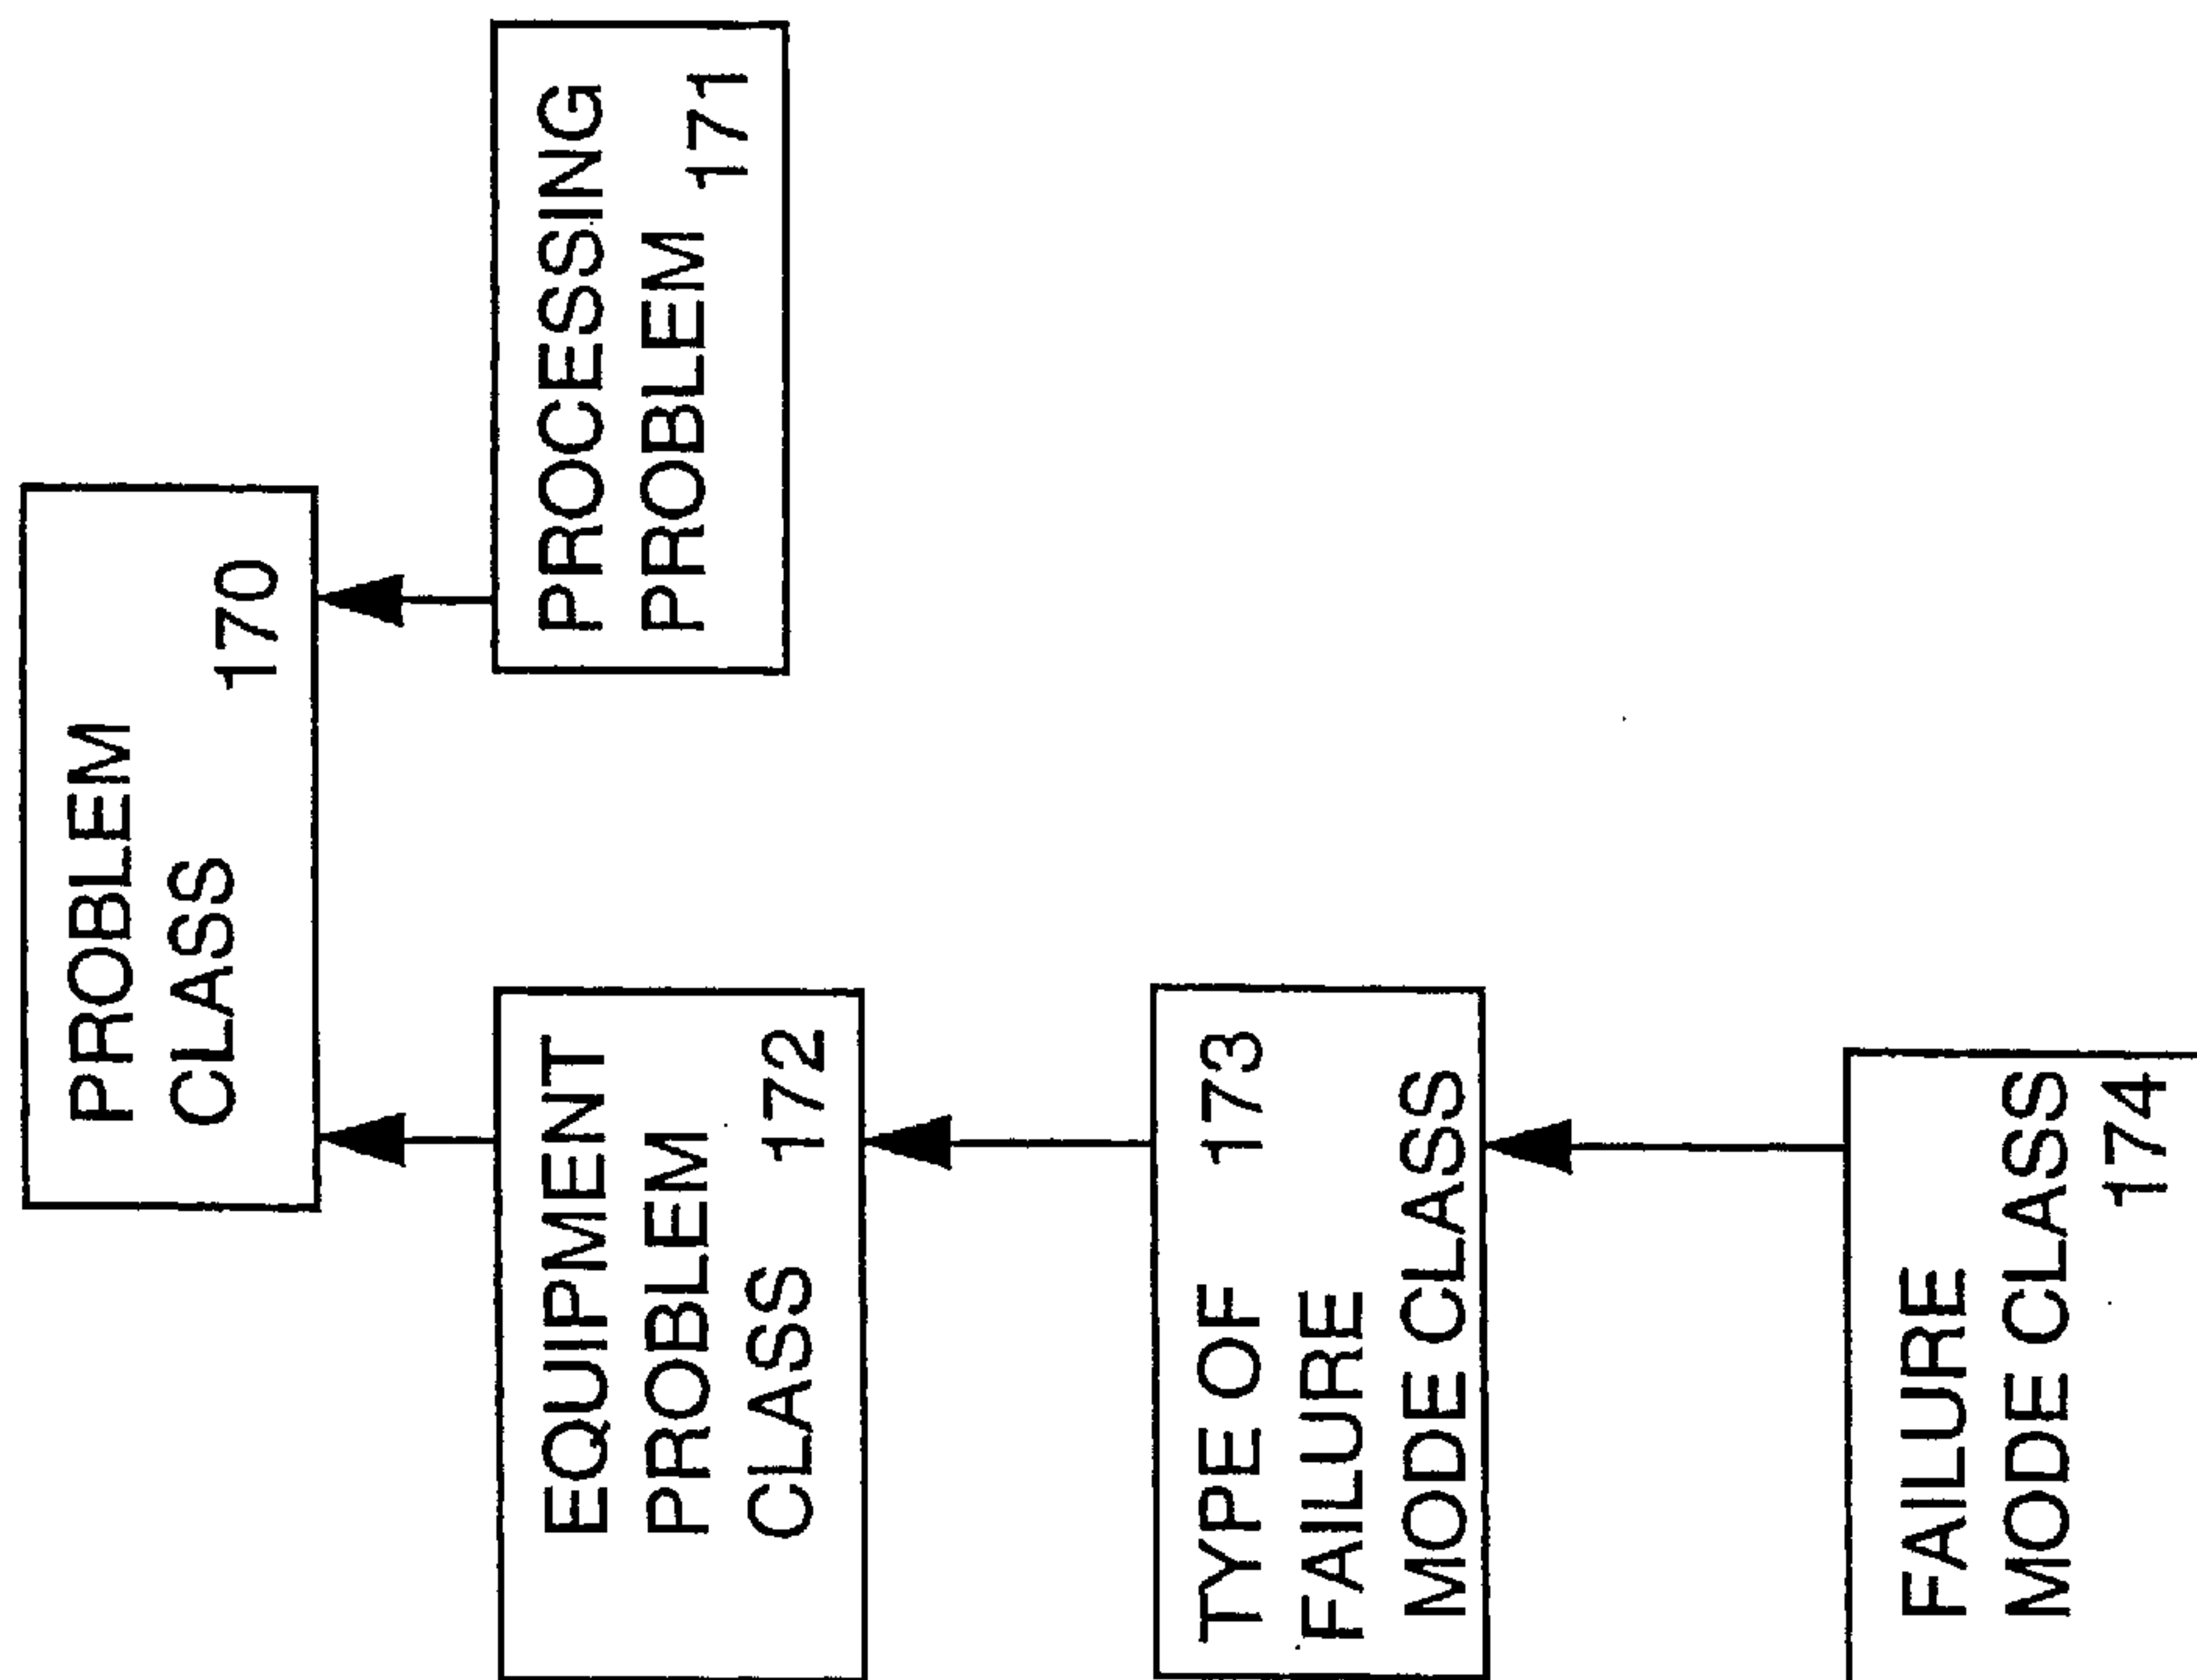 PROBLEM
CLASS
170
PROCESSING
PROBLEM 171
EQUIPMENT
PROBLEM
CLASS 172
TYPE OF 173
FAILURE
MODE CLASS
FAILURE
MODE CLASS
174